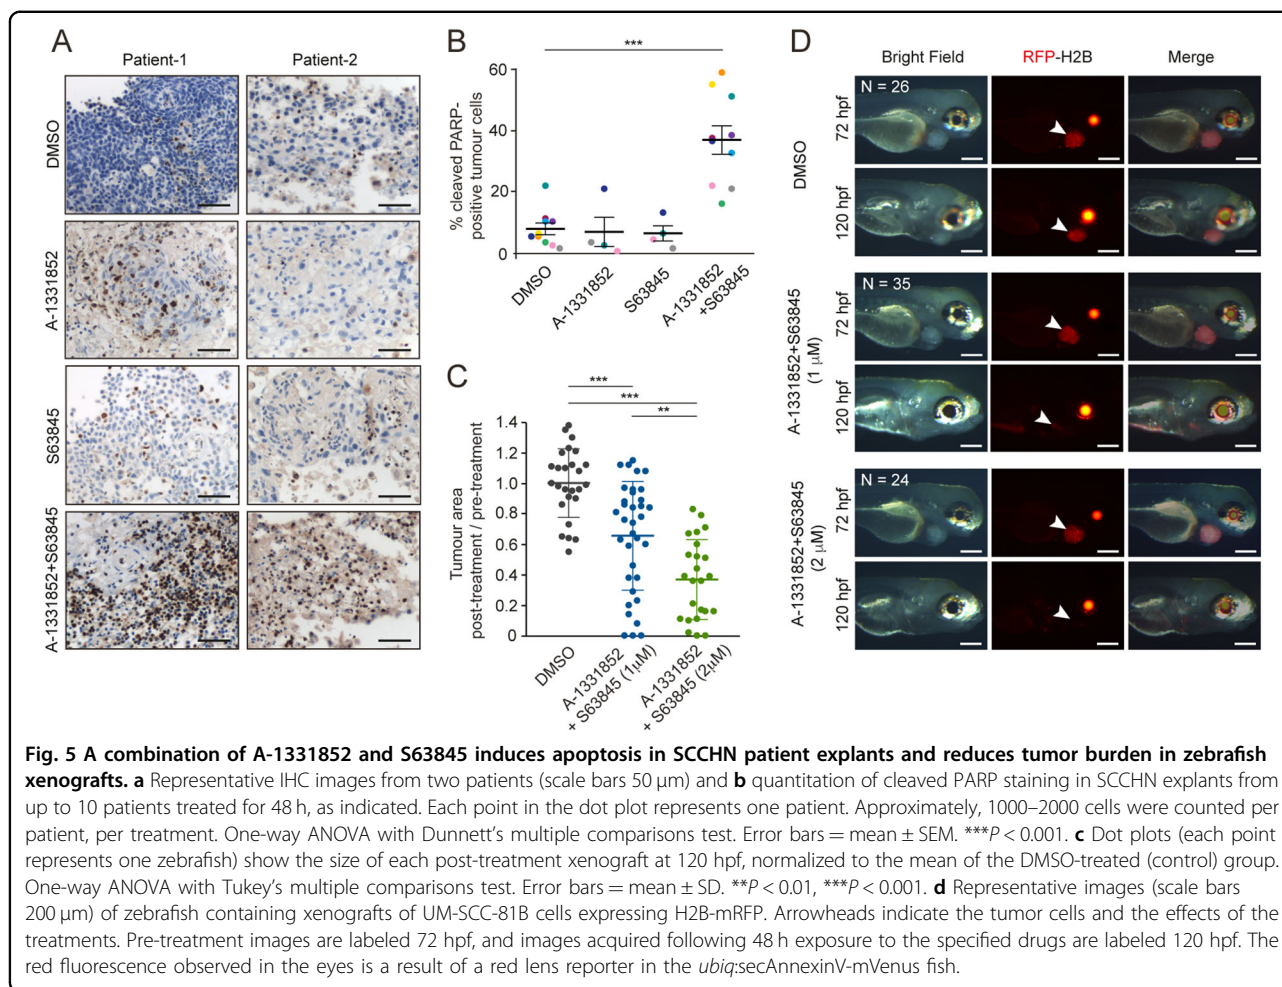 A
Patient-1
Patient-2
DMSO
A-1331852
S63845
A-1331852+S63845
B
***
% cleaved PARP-
positive tumour cells
60
40
20
0
DMSO
A-1331852
S63845
A-1331852
+S63845
C
***
***
**
Tumour area
post-treatment / pre-treatment
1.4
1.2
1.0
0.8
0.6
0.4
0.2
0
DMSO
A-1331852
+ S63845 (1μM)
A-1331852
+ S63845 (2μM)
D
Bright Field
RFP-H2B
Merge
DMSO
72 hpf
N = 26
120 hpf
A-1331852+S63845
(1 μM)
72 hpf
N = 35
120 hpf
A-1331852+S63845
(2 μM)
72 hpf
N = 24
120 hpf
Fig. 5 A combination of A-1331852 and S63845 induces apoptosis in SCCHN patient explants and reduces tumor burden in zebrafish
xenografts. a Representative IHC images from two patients (scale bars 50 μm) and b quantitation of cleaved PARP staining in SCCHN explants from
up to 10 patients treated for 48 h, as indicated. Each point in the dot plot represents one patient. Approximately, 1000–2000 cells were counted per
patient, per treatment. One-way ANOVA with Dunnett's multiple comparisons test. Error bars = mean ± SEM. ***P < 0.001. c Dot plots (each point
represents one zebrafish) show the size of each post-treatment xenograft at 120 hpf, normalized to the mean of the DMSO-treated (control) group.
One-way ANOVA with Tukey's multiple comparisons test. Error bars = mean ± SD. **P < 0.01, ***P < 0.001. d Representative images (scale bars
200 μm) of zebrafish containing xenografts of UM-SCC-81B cells expressing H2B-mRFP. Arrowheads indicate the tumor cells and the effects of the
treatments. Pre-treatment images are labeled 72 hpf, and images acquired following 48 h exposure to the specified drugs are labeled 120 hpf. The
red fluorescence observed in the eyes is a result of a red lens reporter in the ubiq:secAnnexinV-mVenus fish.